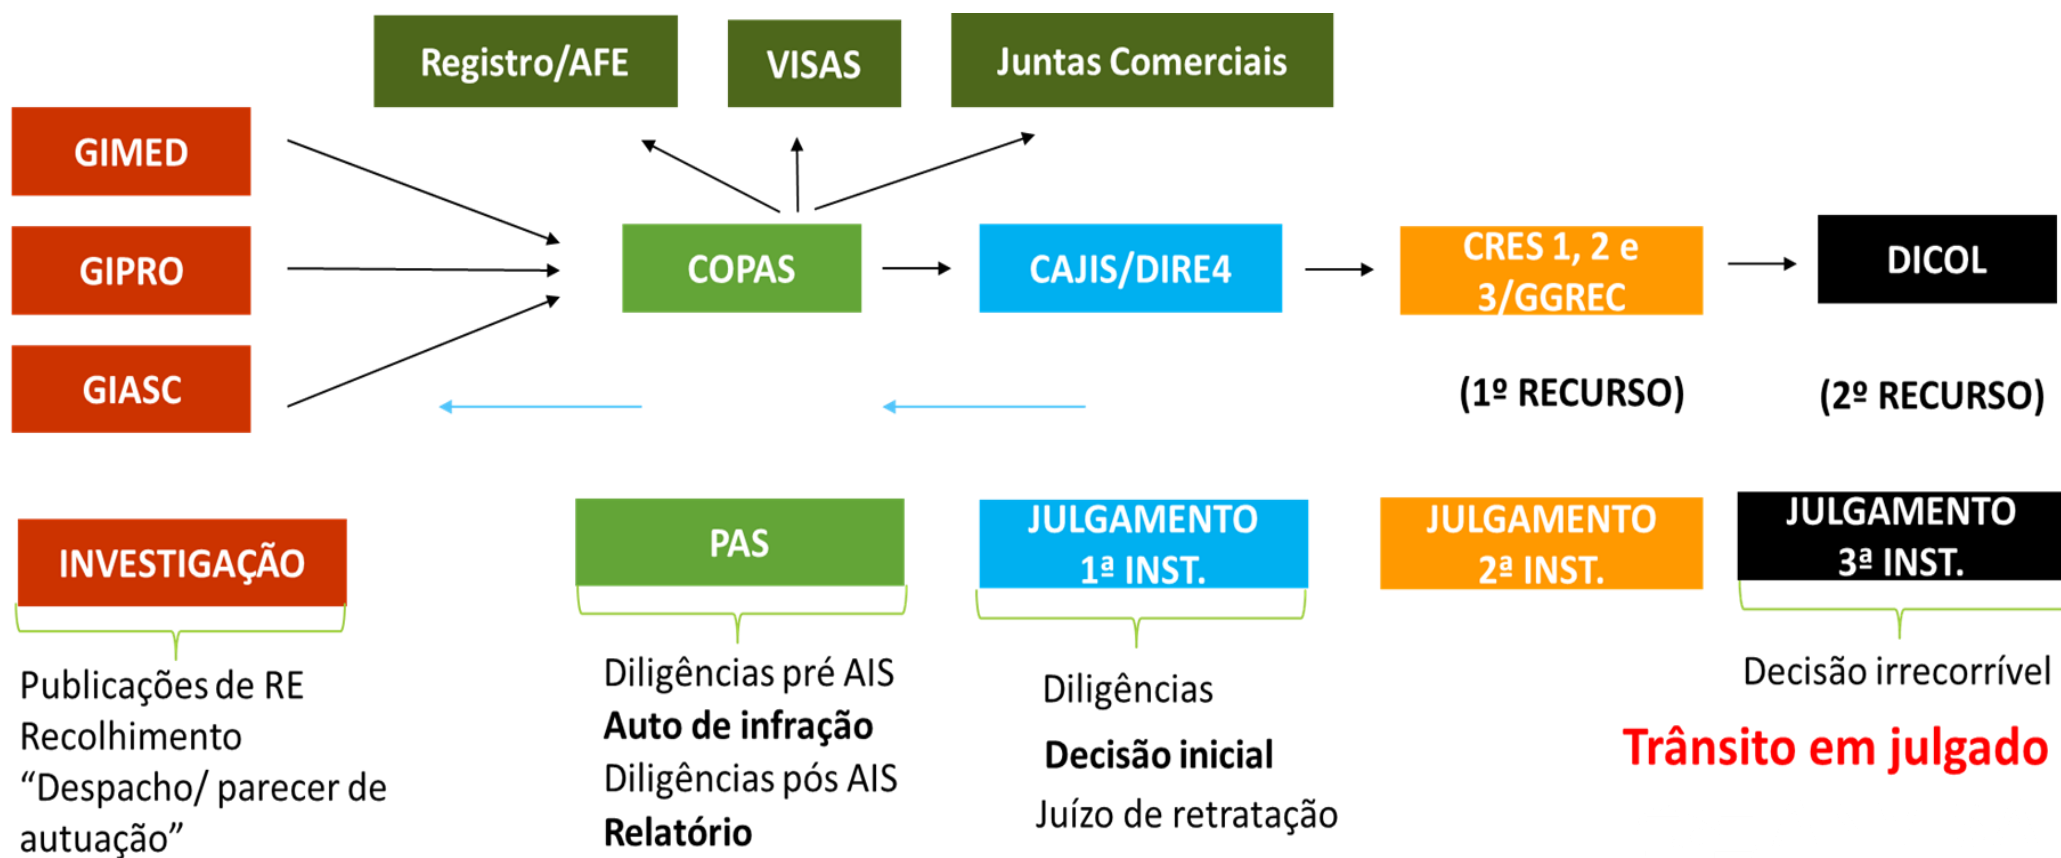 Registro/AFE
VISAS
Juntas Comerciais
GIMED
GIPRO
GIASC
COPAS
CAJIS/DIRE4
CRES 1, 2 e
3/GGREC
DICOL
(1º RECURSO)
(2º RECURSO)
INVESTIGAÇÃO
PAS
JULGAMENTO
1ª INST.
JULGAMENTO
2ª INST.
JULGAMENTO
3ª INST.
Publicações de RE
Recolhimento
“Despacho/ parecer de
autuação”
Diligências pré AIS
Auto de infração
Diligências pós AIS
Relatório
Diligências
Decisão inicial
Juízo de retratação
Decisão irrecorrível
Trânsito em julgado